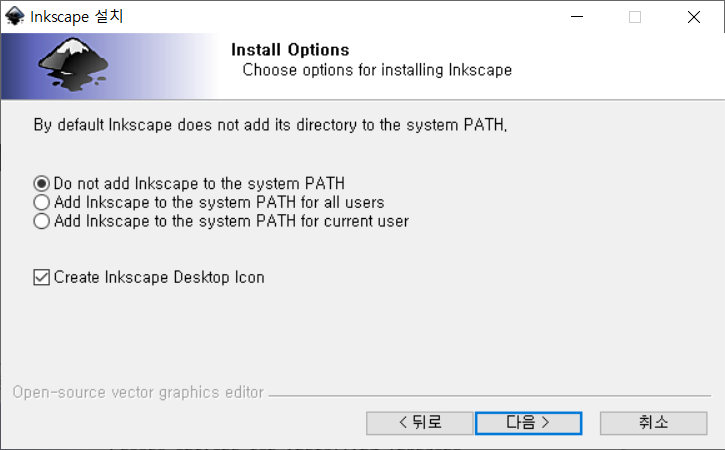 Inkscape 설치
Install Options
Choose options for installing Inkscape
By default Inkscape does not add its directory to the system PATH.
Do not add Inkscape to the system PATH
Add Inkscape to the system PATH for all users
Add Inkscape to the system PATH for current user
Create Inkscape Desktop Icon
Open-source vector graphics editor
< 뒤로
다음 >
취소